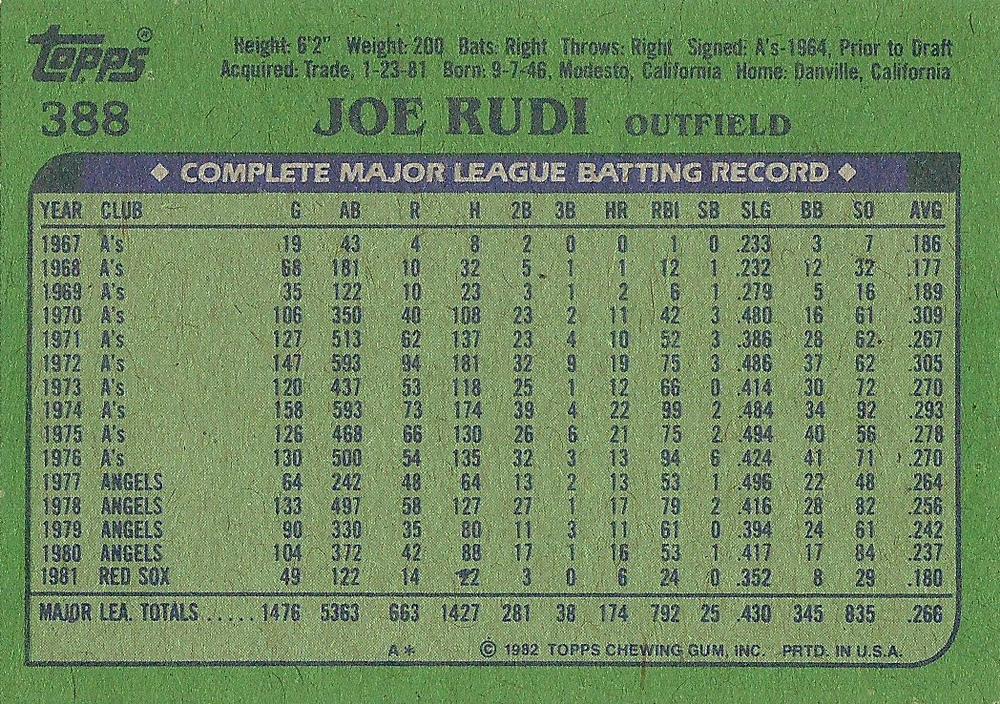 Topps® Height: 6'2" Weight: 200 Bats: Right Throws: Right Signed: A's-1964, Prior to Draft
Acquired: Trade, 1-23-81 Born: 9-7-46, Modesto, California Home: Danville, California
388 JOE RUDI OUTFIELD
◆ COMPLETE MAJOR LEAGUE BATTING RECORD ◆
YEAR CLUB G AB R H 2B 3B HR RBI SB SLG BB SO AVG
1967 A's 19 43 4 8 2 0 0 1 0 .233 3 7 .186
1968 A's 68 181 10 32 5 1 1 12 1 .232 12 32 .177
1969 A's 35 122 10 23 3 1 2 6 1 .279 5 16 .189
1970 A's 106 350 40 108 23 2 11 42 3 .480 16 61 .309
1971 A's 127 513 62 137 23 4 10 52 3 .386 28 62 .267
1972 A's 147 593 94 181 32 9 19 75 3 .486 37 62 .305
1973 A's 120 437 53 118 25 1 12 66 0 .414 30 72 .270
1974 A's 158 593 73 174 39 4 22 99 2 .484 34 92 .293
1975 A's 126 468 66 130 26 6 21 75 2 .494 40 56 .278
1976 A's 130 500 54 135 32 3 13 94 6 .424 41 71 .270
1977 ANGELS 64 242 48 64 13 2 13 53 1 .496 22 48 .264
1978 ANGELS 133 497 58 127 27 1 17 79 2 .416 28 82 .256
1979 ANGELS 90 330 35 80 11 3 11 61 0 .394 24 61 .242
1980 ANGELS 104 372 42 88 17 1 16 53 1 .417 17 84 .237
1981 RED SOX 49 122 14 22 3 0 6 24 0 .352 8 29 .180
MAJOR LEA. TOTALS ..... 1476 5363 663 1427 281 38 174 792 25 .430 345 835 .266
A* © 1982 TOPPS CHEWING GUM, INC. PRTD. IN U.S.A.